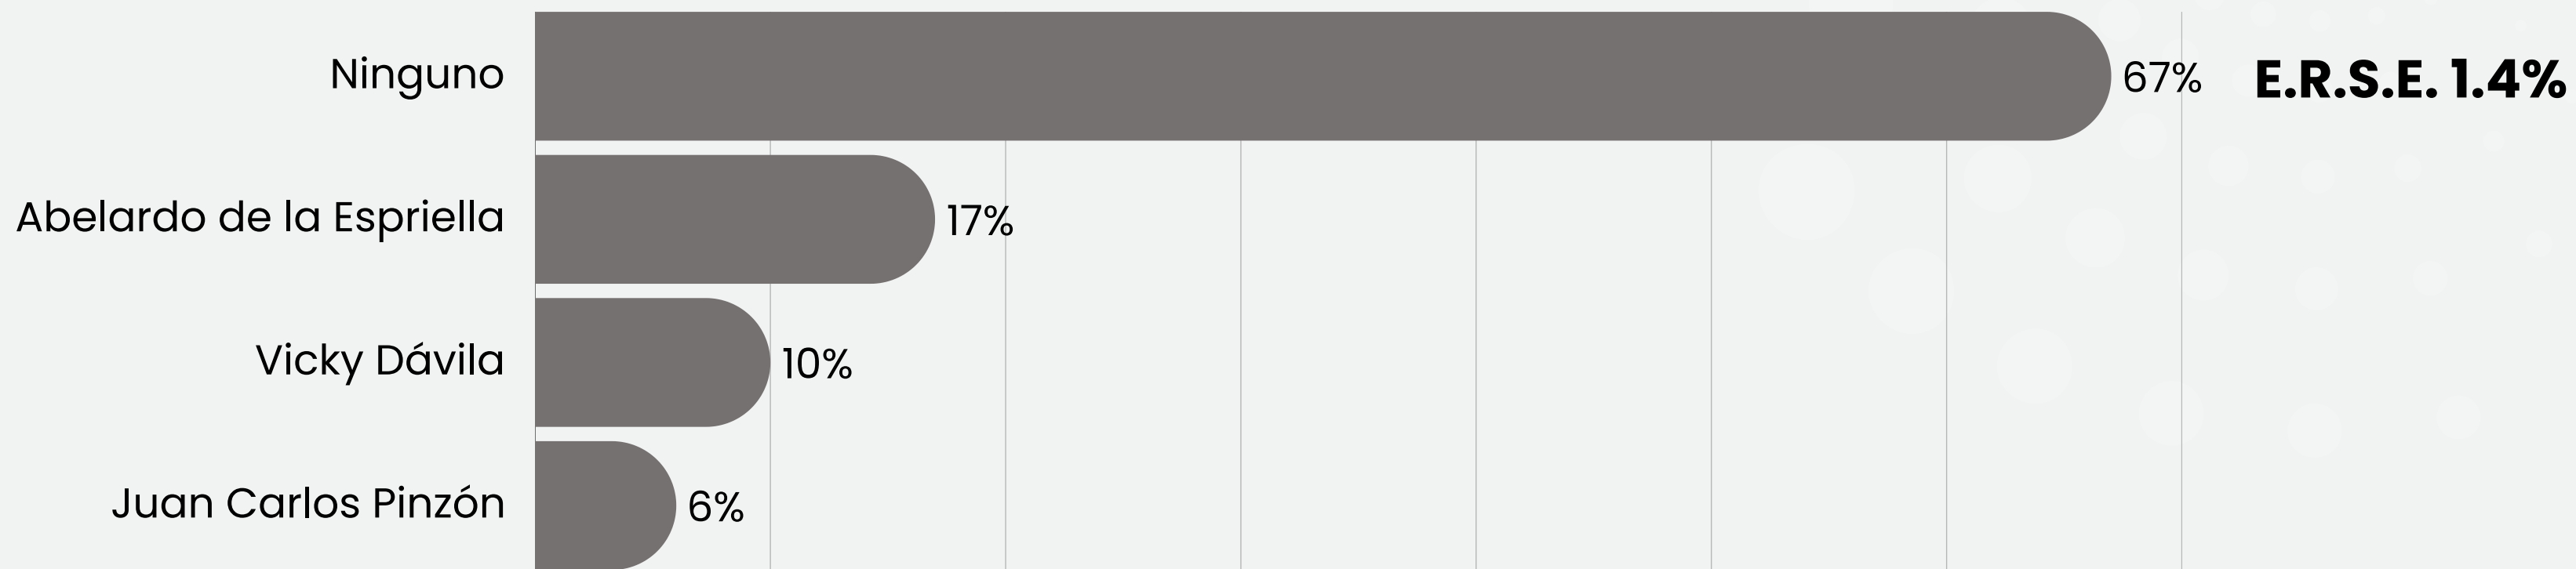 Ninguno 67% E.R.S.E. 1.4%
Abelardo de la Espriella 17%
Vicky Dávila 10%
Juan Carlos Pinzón 6%